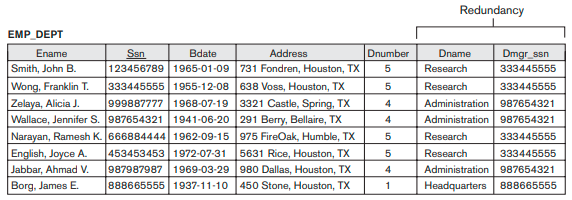 Redundancy
EMP_DEPT
Ename Ssn Bdate Address Dnumber Dname Dmgr_ssn
Smith, John B. 123456789 1965-01-09 731 Fondren, Houston, TX 5 Research 333445555
Wong, Franklin T. 333445555 1955-12-08 638 Voss, Houston, TX 5 Research 333445555
Zelaya, Alicia J. 999887777 1968-07-19 3321 Castle, Spring, TX 4 Administration 987654321
Wallace, Jennifer S. 987654321 1941-06-20 291 Berry, Bellaire, TX 4 Administration 987654321
Narayan, Ramesh K. 666884444 1962-09-15 975 FireOak, Humble, TX 5 Research 333445555
English, Joyce A. 453453453 1972-07-31 5631 Rice, Houston, TX 5 Research 333445555
Jabbar, Ahmad V. 987987987 1969-03-29 980 Dallas, Houston, TX 4 Administration 987654321
Borg, James E. 888665555 1937-11-10 450 Stone, Houston, TX 1 Headquarters 888665555